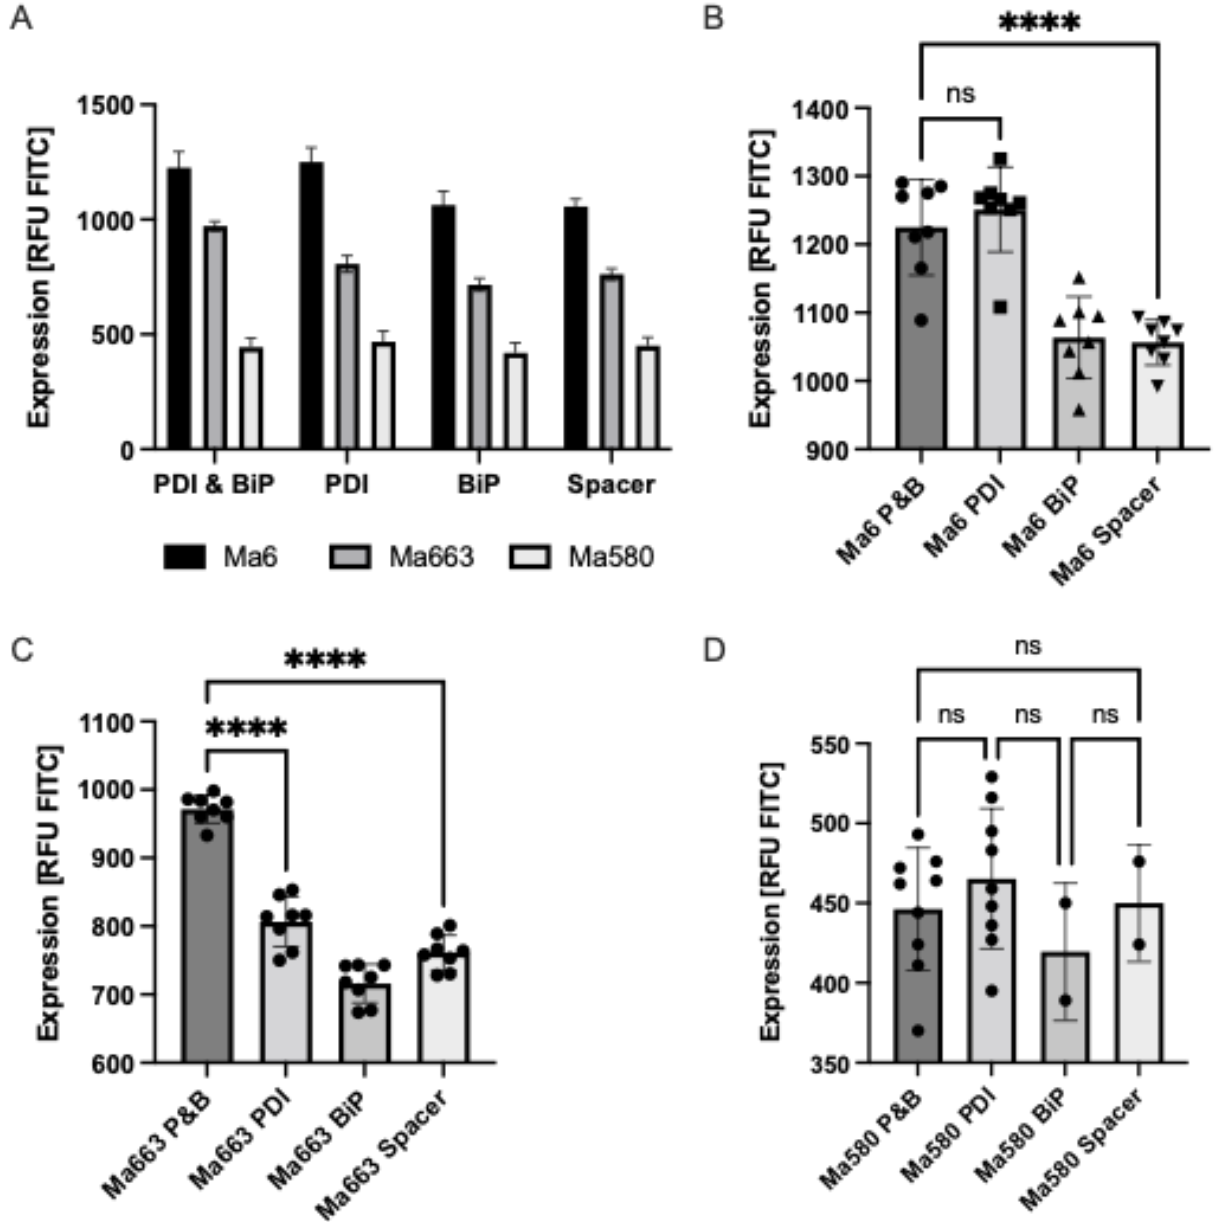 A
Expression [RFU FITC]
1500
1000
500
0
PDI & BiP PDI BiP Spacer
Ma6 Ma663 Ma580
B
****
ns
Expression [RFU FITC]
1400
1300
1200
1100
1000
900
Ma6 P&B
Ma6 PDI
Ma6 BiP
Ma6 Spacer
C
****
****
Expression [RFU FITC]
1100
1000
900
800
700
600
Ma663 P&B
Ma663 PDI
Ma663 BiP
Ma663 Spacer
D
ns
ns ns ns
Expression [RFU FITC]
550
500
450
400
350
Ma580 P&B
Ma580 PDI
Ma580 BiP
Ma580 Spacer